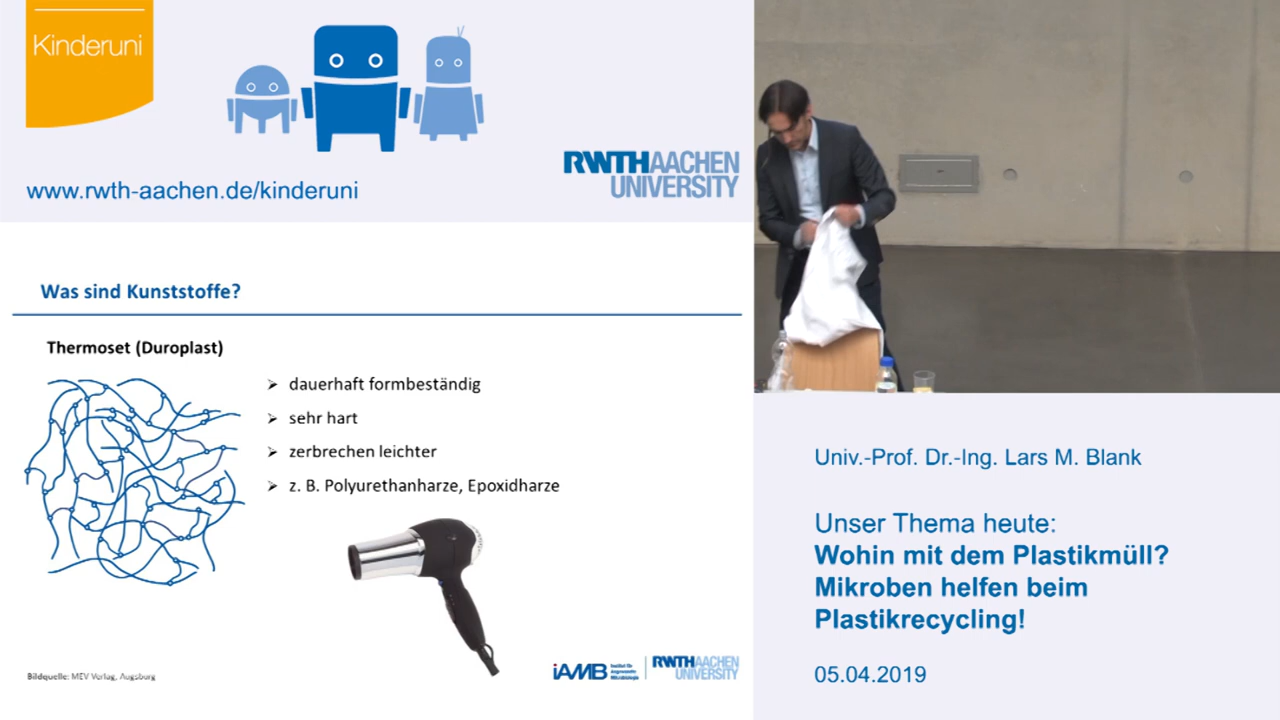 Kinderuni
www.rwth-aachen.de/kinderuni
RWTHAACHEN
UNIVERSITY
Was sind Kunststoffe?
Thermoset (Duroplast)
➢ dauerhaft formbeständig
➢ sehr hart
➢ zerbrechen leichter
➢ z. B. Polyurethanharze, Epoxidharze
Bildquelle: MEV Verlag, Augsburg
iAMB
Institut für
Angewandte
Mikrobiologie
RWTHAACHEN
UNIVERSITY
Univ.-Prof. Dr.-Ing. Lars M. Blank
Unser Thema heute:
Wohin mit dem Plastikmüll?
Mikroben helfen beim
Plastikrecycling!
05.04.2019